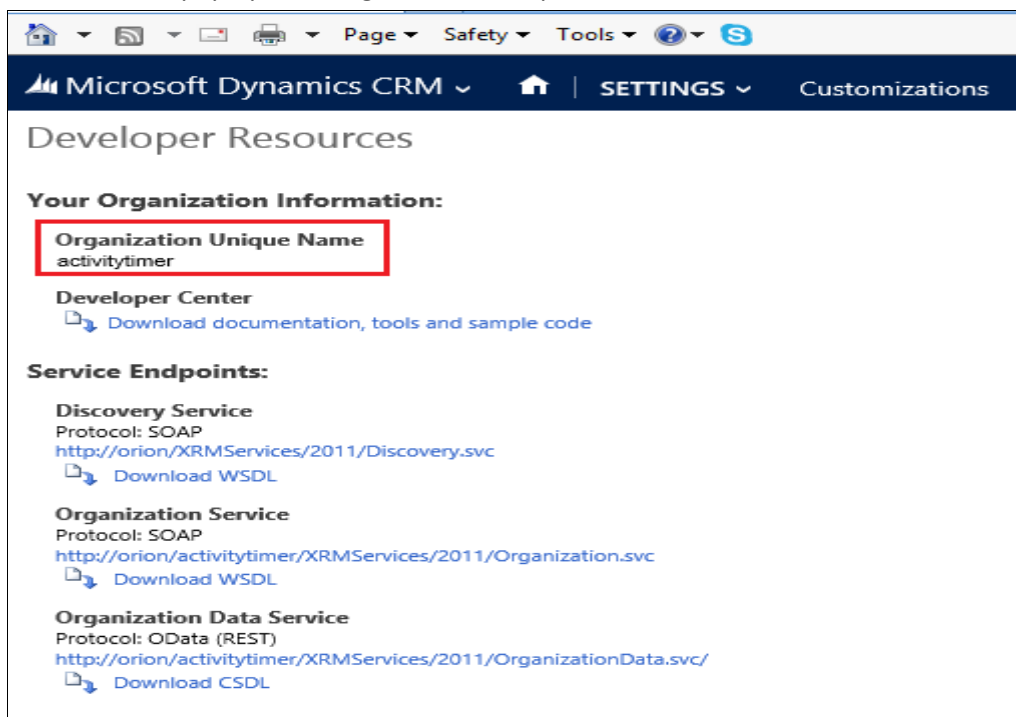 Page Safety Tools
Microsoft Dynamics CRM SETTINGS Customizations
Developer Resources
Your Organization Information:
Organization Unique Name
activitytimer
Developer Center
Download documentation, tools and sample code
Service Endpoints:
Discovery Service
Protocol: SOAP
http://orion/XRMServices/2011/Discovery.svc
Download WSDL
Organization Service
Protocol: SOAP
http://orion/activitytimer/XRMServices/2011/Organization.svc
Download WSDL
Organization Data Service
Protocol: OData (REST)
http://orion/activitytimer/XRMServices/2011/OrganizationData.svc/
Download CSDL